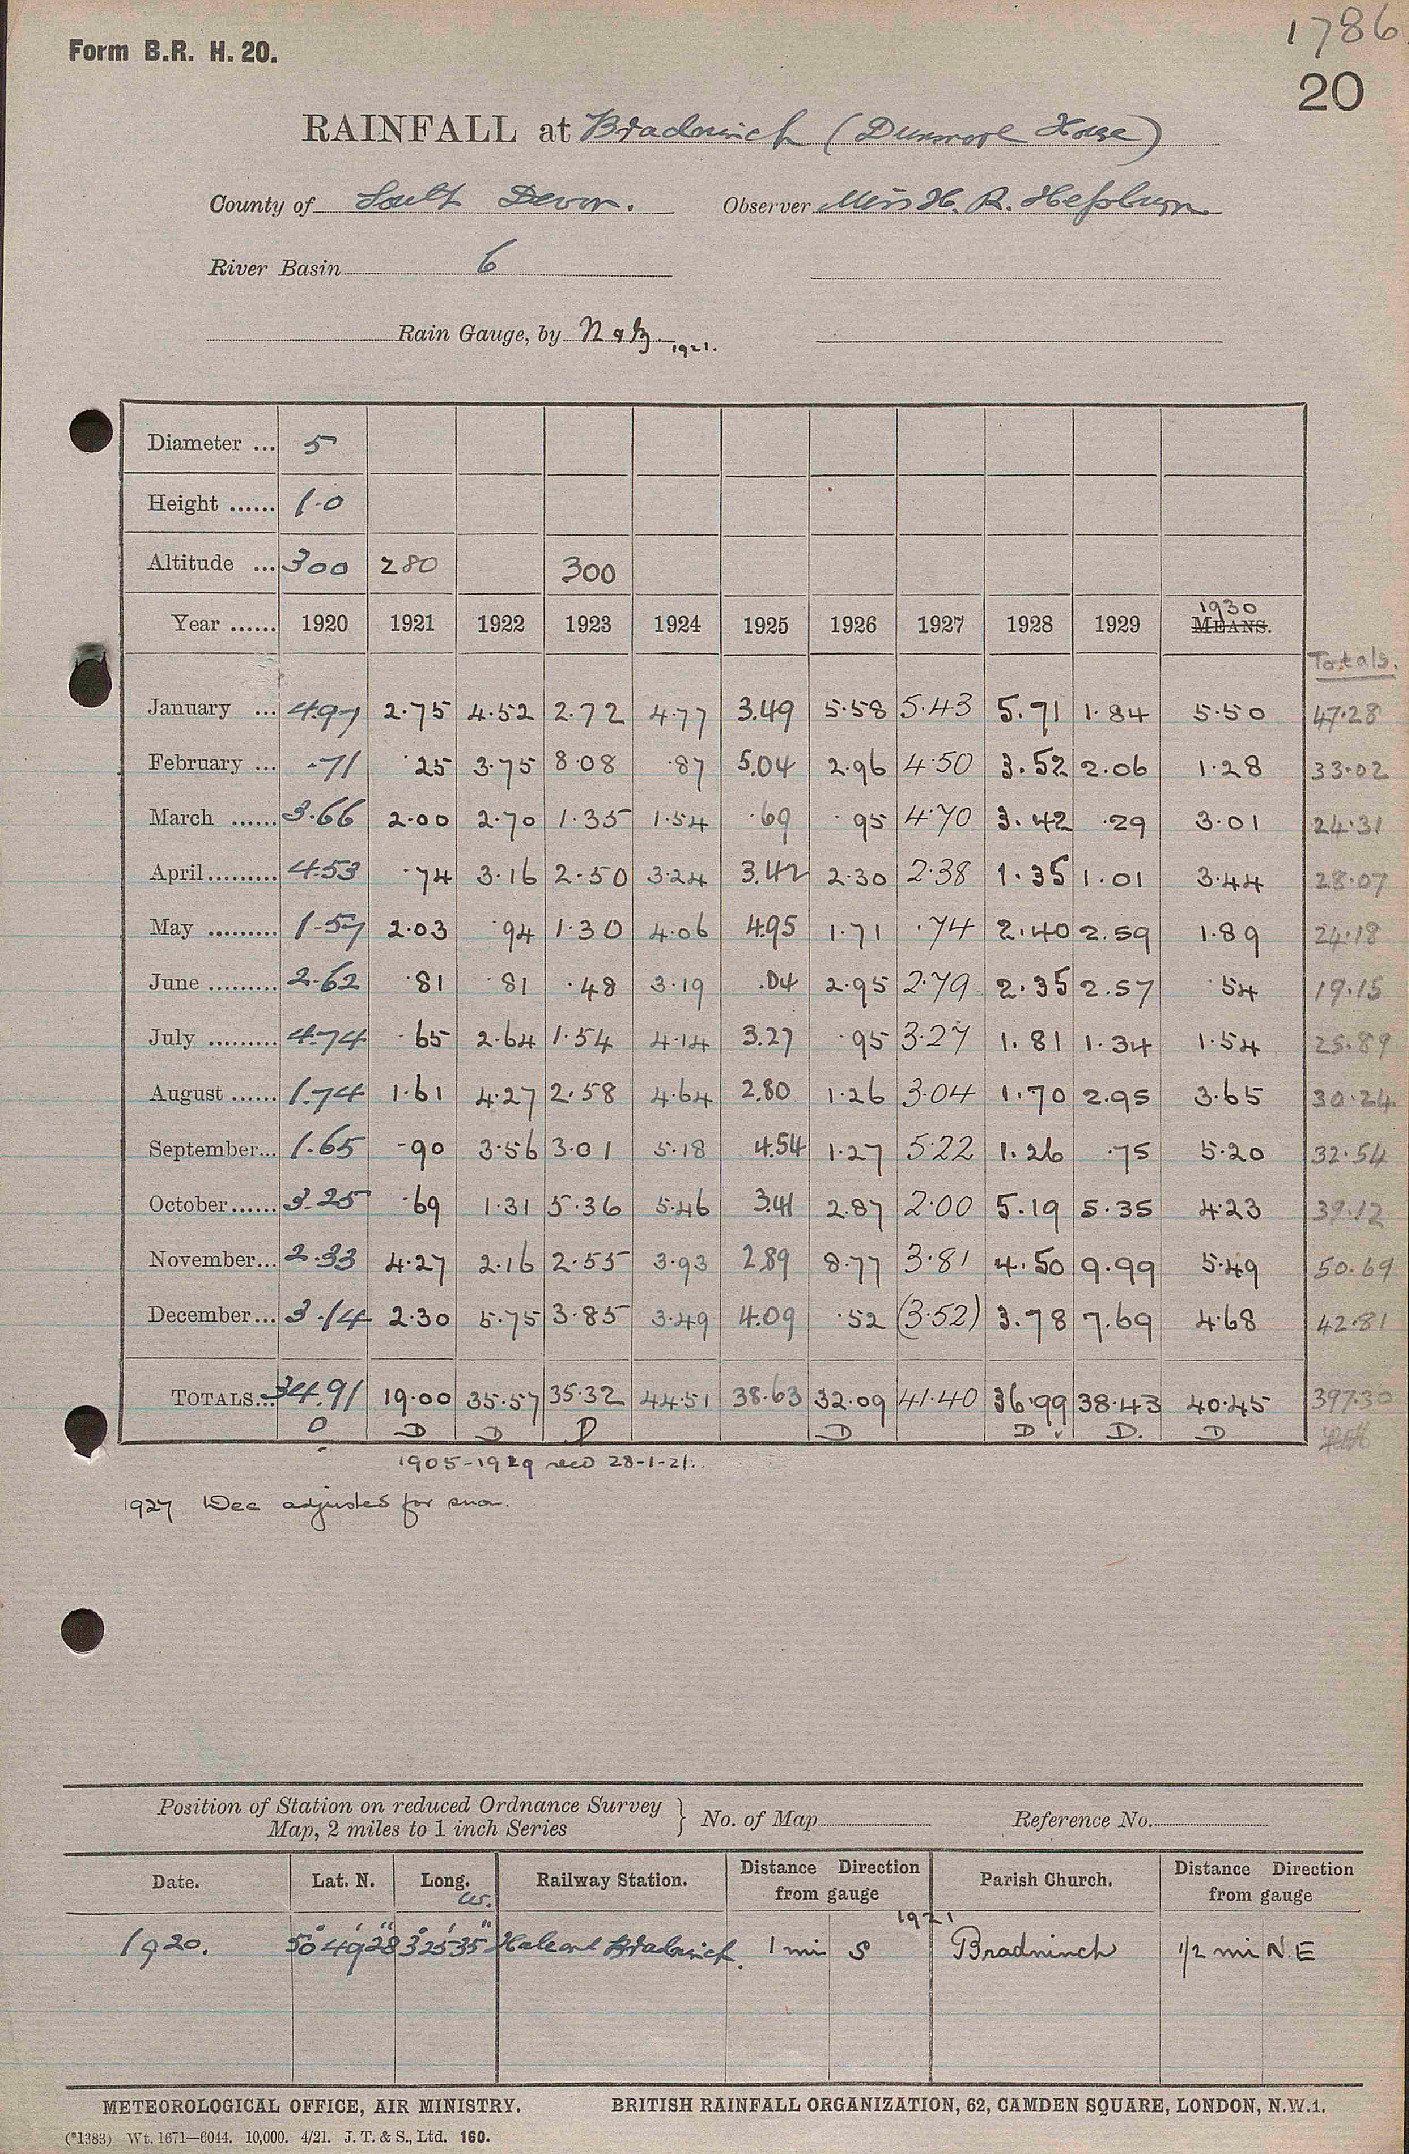 1786
Form B.R. H. 20.
20
RAINFALL at Bradninch (Dunmore House)
County of South Devon. Observer Miss H. R. Hepburn
River Basin 6
Rain Gauge, by N & Z 1921.
Diameter ... 5
Height ...... 1.0
Altitude ... 300 280 300
Year ...... 1920 1921 1922 1923 1924 1925 1926 1927 1928 1929 1930 MEANS.
Totals.
January ... 4.97 2.75 4.52 2.72 4.77 3.49 5.58 5.43 5.71 1.84 5.50 47.28
February ... .71 .25 3.75 8.08 .87 5.04 2.96 4.50 3.52 2.06 1.28 33.02
March ...... 3.66 2.00 2.70 1.35 1.54 .69 .95 4.70 3.42 .29 3.01 24.31
April ......... 4.53 .74 3.16 2.50 3.24 3.42 2.30 2.38 1.35 1.01 3.44 28.07
May ......... 1.57 2.03 .94 1.30 4.06 4.95 1.71 .74 2.40 2.59 1.89 24.18
June ......... 2.62 .81 .81 .48 3.19 .04 2.95 2.79 2.35 2.57 .54 19.15
July ......... 4.74 .65 2.64 1.54 4.14 3.27 .95 3.27 1.81 1.34 1.54 25.89
August ...... 1.74 1.61 4.27 2.58 4.64 2.80 1.26 3.04 1.70 2.95 3.65 30.24
September... 1.65 .90 3.56 3.01 5.18 4.54 1.27 5.22 1.26 .75 5.20 32.54
October...... 3.25 .69 1.31 5.36 5.46 3.41 2.87 2.00 5.19 5.35 4.23 39.12
November... 2.33 4.27 2.16 2.55 3.93 2.89 8.77 3.81 4.50 9.99 5.49 50.69
December... 3.14 2.30 5.75 3.85 3.49 4.09 .52 (3.52) 3.78 7.69 4.68 42.81
TOTALS... 34.91 19.00 35.57 35.32 44.51 38.63 32.09 41.40 36.99 38.43 40.45 397.30
D D D D D D D. D
1905-1929 recd 28-1-21.
1927 Dec adjusted for snow.
Position of Station on reduced Ordnance Survey Map, 2 miles to 1 inch Series } No. of Map Reference No.
Date. Lat. N. Long. W. Railway Station. Distance Direction from gauge Parish Church. Distance Direction from gauge
1921
1920. 50° 49' 28" 3° 25' 35" Hele and Bradninch. 1 mi S Bradninch 1/2 mi N E
METEOROLOGICAL OFFICE, AIR MINISTRY. BRITISH RAINFALL ORGANIZATION, 62, CAMDEN SQUARE, LONDON, N.W.1.
(*1383) Wt. 1671—6044. 10,000. 4/21. J. T. & S., Ltd. 160.